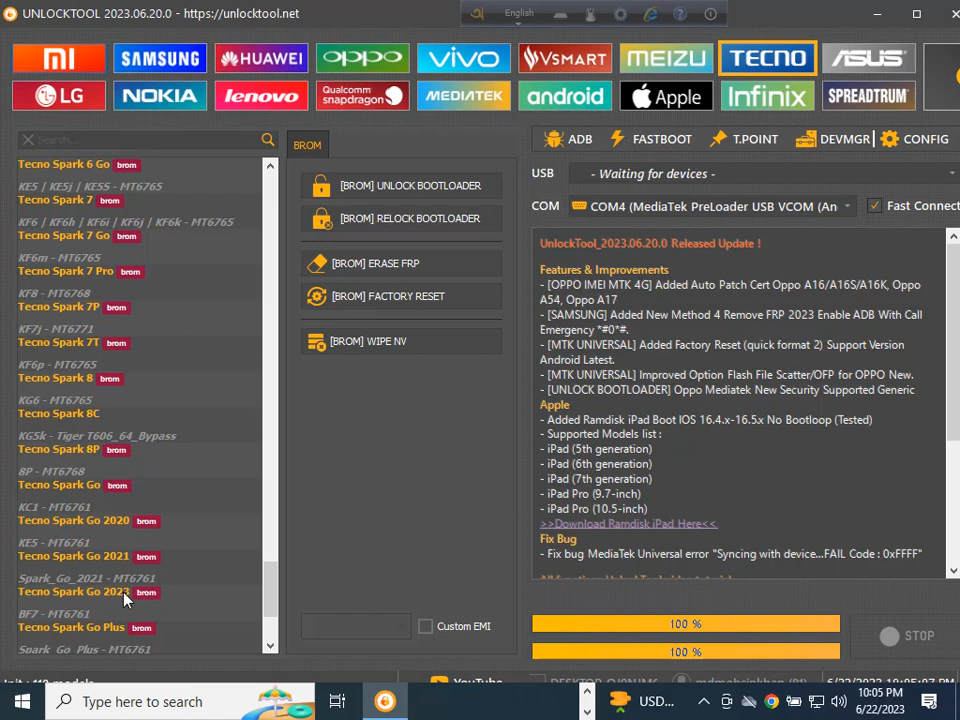 UNLOCKTOOL 2023.06.20.0 - https://unlocktool.net
English
mi SAMSUNG HUAWEI oppo vivo VSMART MEIZU TECNO ASUS
LG NOKIA lenovo Qualcomm snapdragon MEDIATEK android Apple Infinix SPREADTRUM
Search...
BROM
ADB FASTBOOT T.POINT DEVMGR CONFIG
Tecno Spark 6 Go brom
KE5 / KE5j / KE5S - MT6765
Tecno Spark 7 brom
KF6 / KF6h / KF6i / KF6j / KF6k - MT6765
Tecno Spark 7 Go brom
KF6m - MT6765
Tecno Spark 7 Pro brom
KF8 - MT6768
Tecno Spark 7P brom
KF7j - MT6771
Tecno Spark 7T brom
KF6p - MT6765
Tecno Spark 8 brom
KG6 - MT6765
Tecno Spark 8C
KG5k - Tiger T606_64_Bypass
Tecno Spark 8P brom
8P - MT6768
Tecno Spark Go brom
KC1 - MT6761
Tecno Spark Go 2020 brom
KE5 - MT6761
Tecno Spark Go 2021 brom
Spark_Go_2021 - MT6761
Tecno Spark Go 2023 brom
BF7 - MT6761
Tecno Spark Go Plus brom
Spark_Go_Plus - MT6761
[BROM] UNLOCK BOOTLOADER
[BROM] RELOCK BOOTLOADER
[BROM] ERASE FRP
[BROM] FACTORY RESET
[BROM] WIPE NV
Custom EMI
USB - Waiting for devices -
COM COM4 (MediaTek PreLoader USB VCOM (An Fast Connect
UnlockTool_2023.06.20.0 Released Update !
Features & Improvements
- [OPPO IMEI MTK 4G] Added Auto Patch Cert Oppo A16/A16S/A16K, Oppo
A54, Oppo A17
- [SAMSUNG] Added New Method 4 Remove FRP 2023 Enable ADB With Call
Emergency *#0*#.
- [MTK UNIVERSAL] Added Factory Reset (quick format 2) Support Version
Android Latest.
- [MTK UNIVERSAL] Improved Option Flash File Scatter/OFP for OPPO New.
- [UNLOCK BOOTLOADER] Oppo Mediatek New Security Supported Generic
Apple
- Added Ramdisk iPad Boot IOS 16.4.x-16.5x No Bootloop (Tested)
- Supported Models list :
- iPad (5th generation)
- iPad (6th generation)
- iPad (7th generation)
- iPad Pro (9.7-inch)
- iPad Pro (10.5-inch)
>>Download Ramdisk iPad Here<<
Fix Bug
- Fix bug MediaTek Universal error "Syncing with device...FAIL Code : 0xFFFF"
100 %
100 %
STOP
YouTube
Type here to search
USD...
10:05 PM
6/22/2023